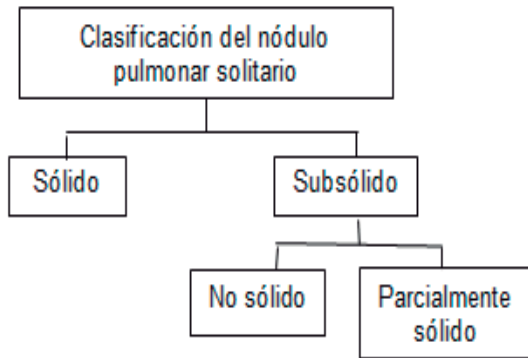 Clasificación del nódulo
pulmonar solitario
Sólido
Subsólido
No sólido
Parcialmente
sólido